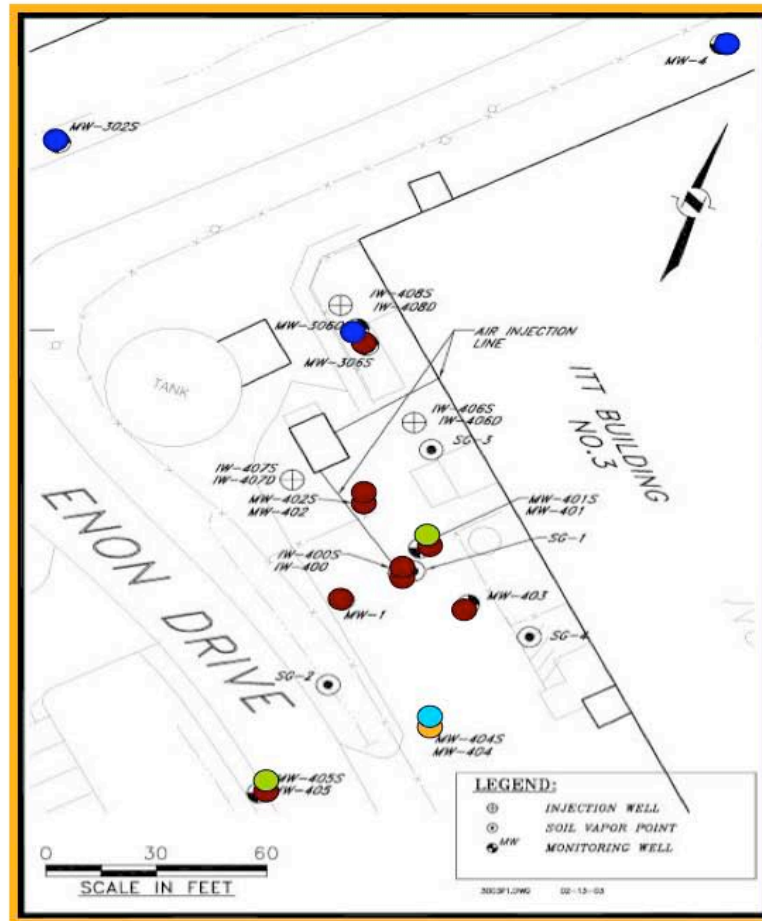 MW-4
MW-302S
IW-408S
IW-408D
MW-306D
MW-306S
AIR INJECTION
LINE
TANK
ITT BUILDING
NO.3
IW-406S
IW-406D
SG-3
IW-407S
IW-407D
MW-402S
MW-402
MW-401S
MW-401
SG-1
IW-400S
IW-400
MW-403
MW-1
SG-4
ENON DRIVE
SG-2
MW-404S
MW-404
MW-405S
MW-405
LEGEND:
INJECTION WELL
SOIL VAPOR POINT
MW MONITORING WELL
0 30 60
SCALE IN FEET
02-13-03